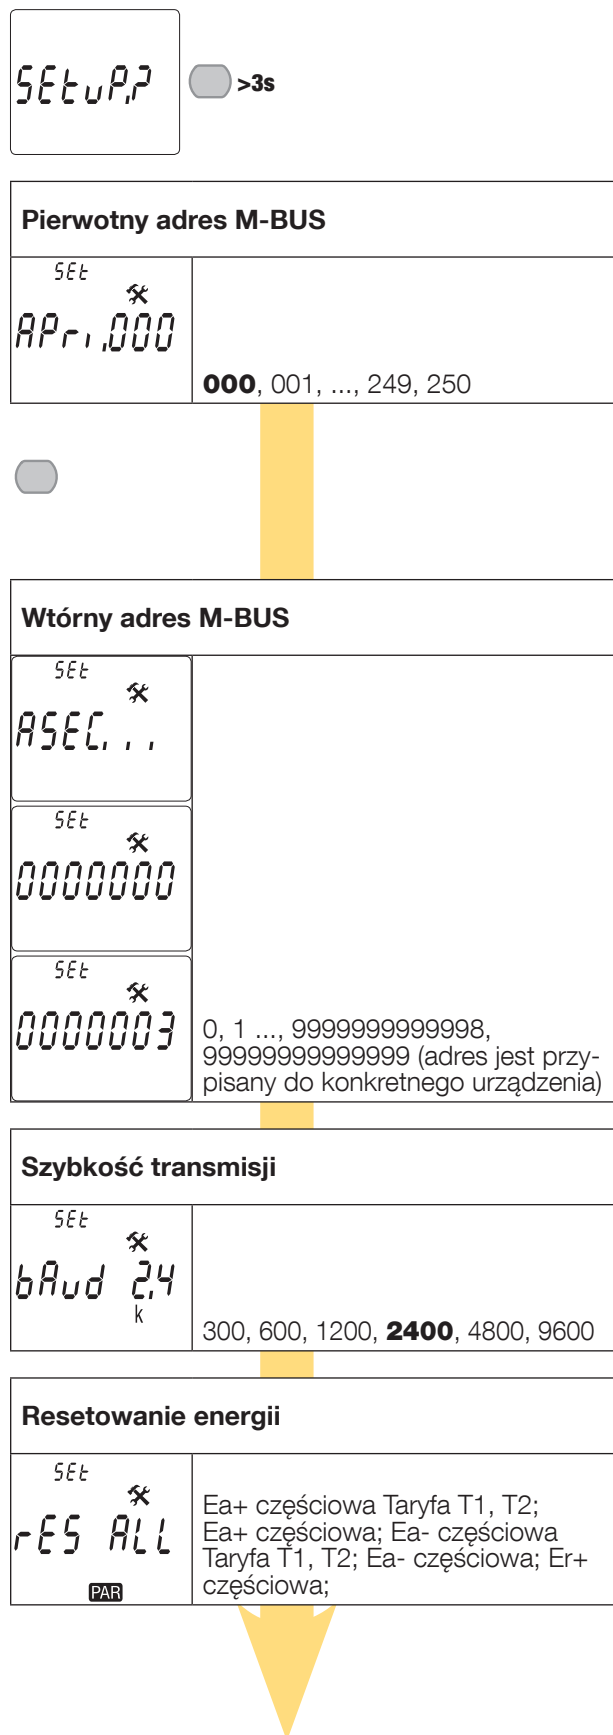 SEtuP,?
>3s
Pierwotny adres M-BUS
SEt
APri,000
000, 001, ..., 249, 250
Wtórny adres M-BUS
SEt
ASEC, , ,
SEt
0000000
SEt
0000003
0, 1 ..., 9999999999998,
99999999999999 (adres jest przy-
pisany do konkretnego urządzenia)
Szybkość transmisji
SEt
bAud 2,4
k
300, 600, 1200, 2400, 4800, 9600
Resetowanie energii
SEt
rES ALL
PAR
Ea+ częściowa Taryfa T1, T2;
Ea+ częściowa; Ea- częściowa
Taryfa T1, T2; Ea- częściowa; Er+
częściowa;